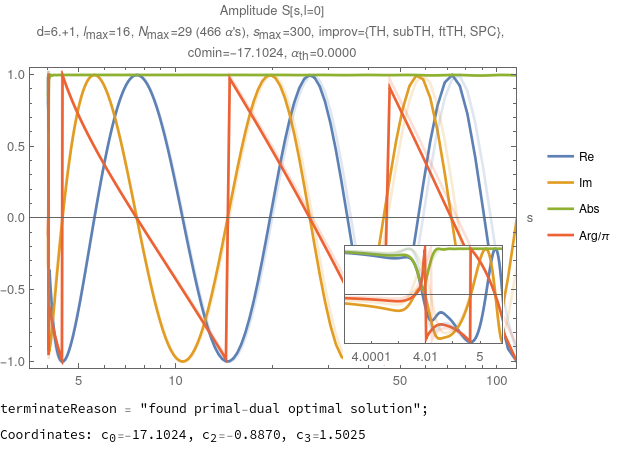 Amplitude S[s,l=0]
d=6.+1, lmax=16, Nmax=29 (466 α's), smax=300, improv={TH, subTH, ftTH, SPC},
c0min=−17.1024, αth=0.0000
1.0
0.5
0.0
−0.5
−1.0
5 10 50 100
s
Re
Im
Abs
Arg/π
4.0001 4.01 5
terminateReason = "found primal-dual optimal solution";
Coordinates: c0=-17.1024, c2=-0.8870, c3=1.5025